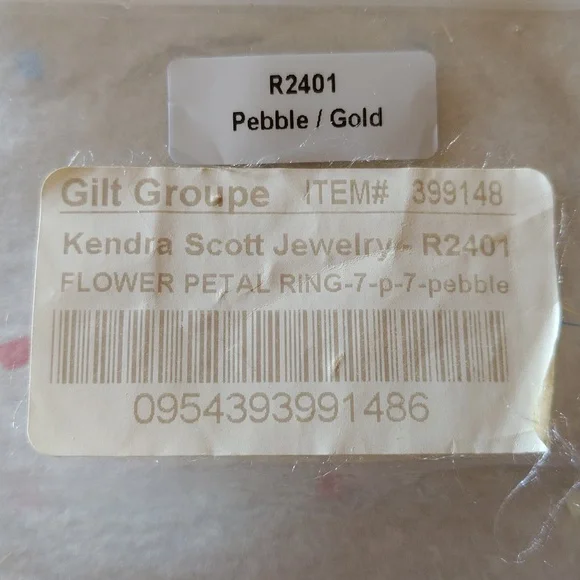 R2401
Pebble / Gold
Gilt Groupe ITEM# 399148
Kendra Scott Jewelry - R2401
FLOWER PETAL RING-7-p-7-pebble
0954393991486